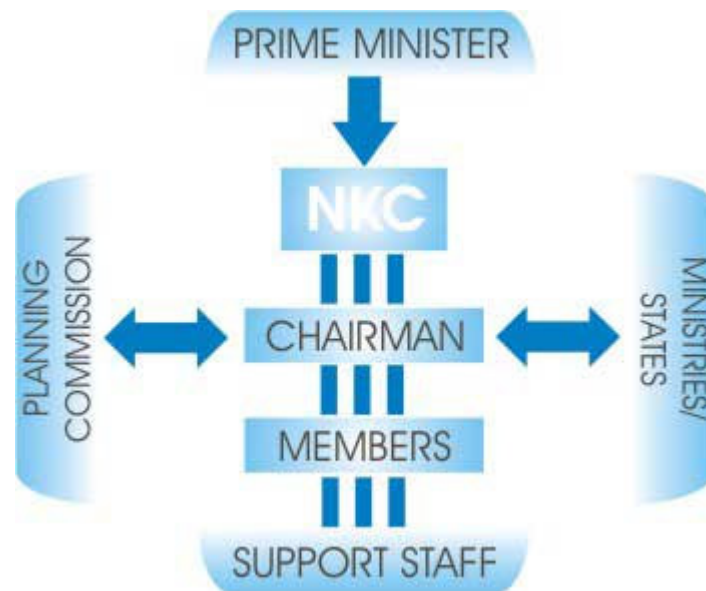 PRIME MINISTER
NKC
PLANNING
COMMISSION
CHAIRMAN
MINISTRIES/
STATES
MEMBERS
SUPPORT STAFF